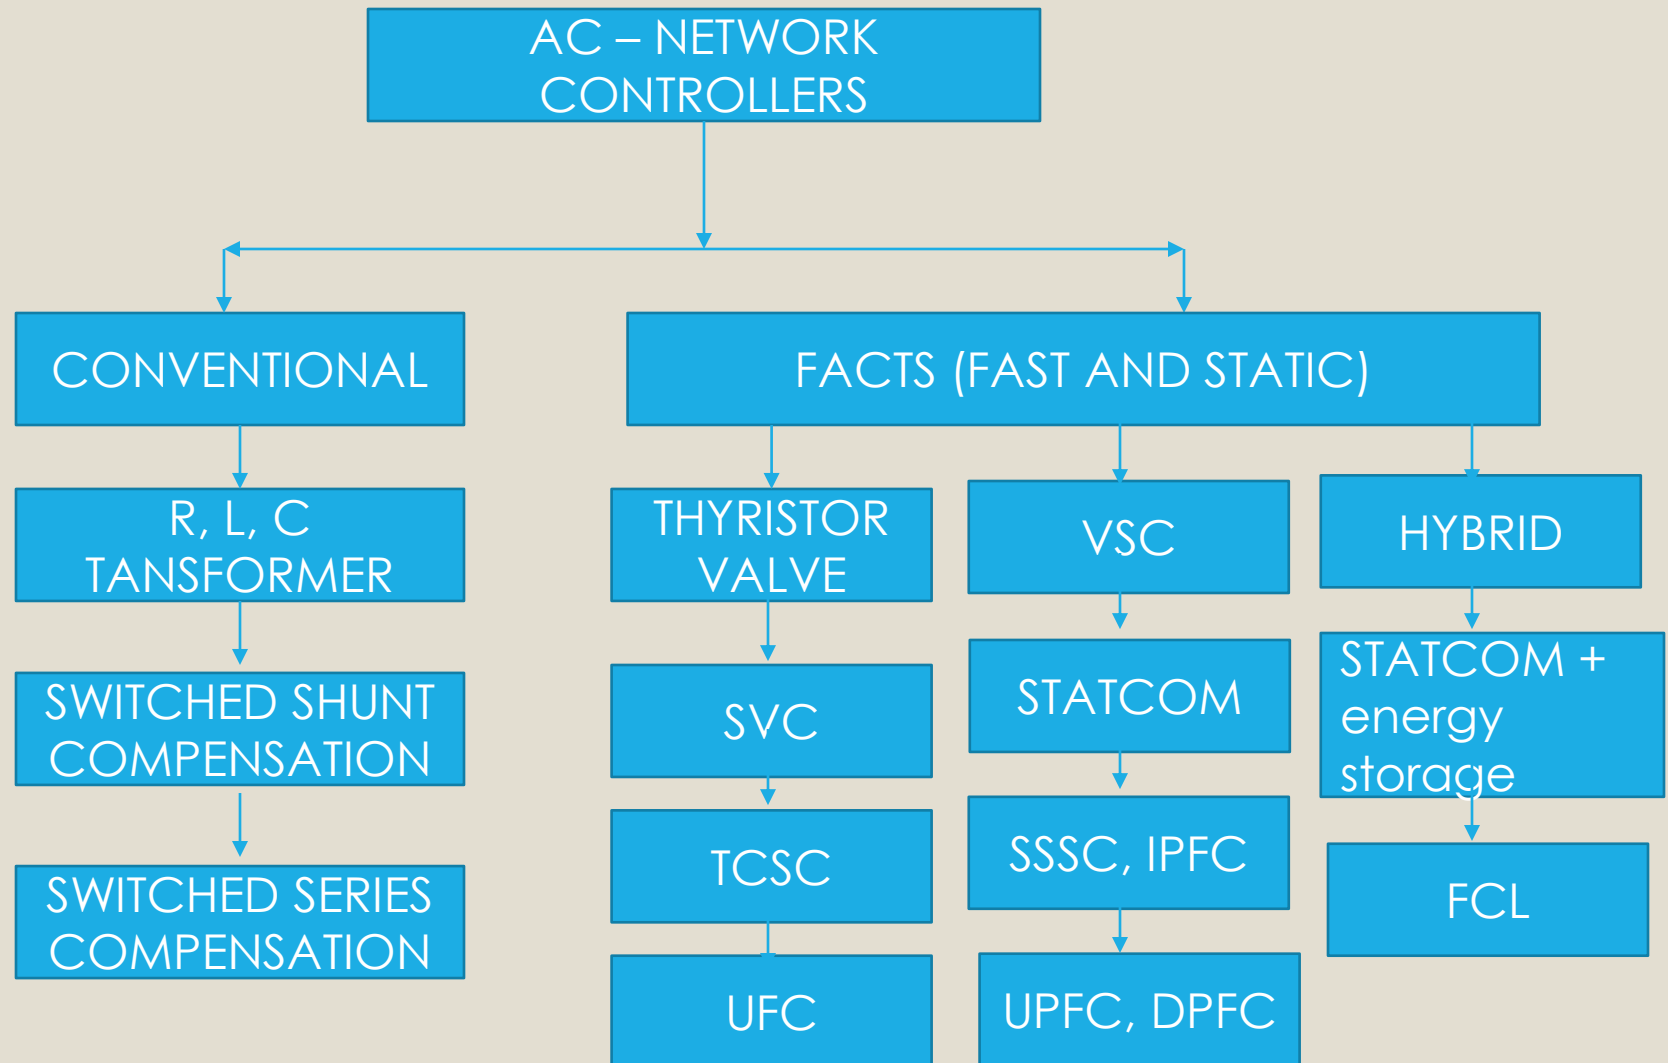 AC – NETWORK
CONTROLLERS
CONVENTIONAL
FACTS (FAST AND STATIC)
R, L, C
TANSFORMER
THYRISTOR
VALVE
VSC
HYBRID
SWITCHED SHUNT
COMPENSATION
SVC
STATCOM
STATCOM +
energy
storage
SWITCHED SERIES
COMPENSATION
TCSC
SSSC, IPFC
FCL
UFC
UPFC, DPFC